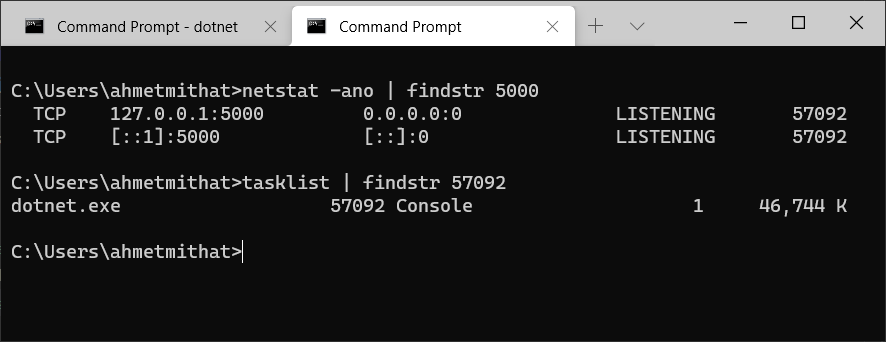 Command Prompt - dotnet
Command Prompt
C:\Users\ahmetmithat>netstat -ano | findstr 5000
TCP 127.0.0.1:5000 0.0.0.0:0 LISTENING 57092
TCP [::1]:5000 [::]:0 LISTENING 57092
C:\Users\ahmetmithat>tasklist | findstr 57092
dotnet.exe 57092 Console 1 46,744 K
C:\Users\ahmetmithat>